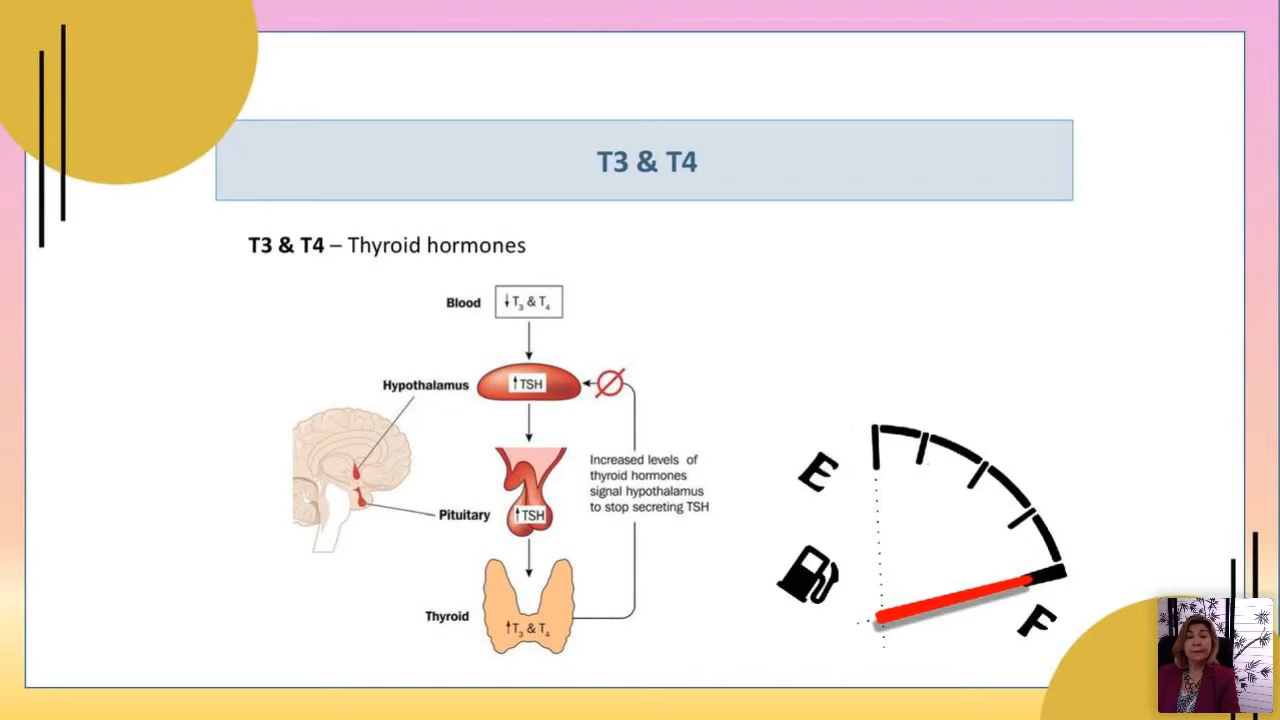 T3 & T4
T3 & T4 – Thyroid hormones
Blood
↓T₃ & T₄
Hypothalamus
↑TSH
Increased levels of
thyroid hormones
signal hypothalamus
to stop secreting TSH
Pituitary
↑TSH
Thyroid
↑T₃ & T₄
E
F